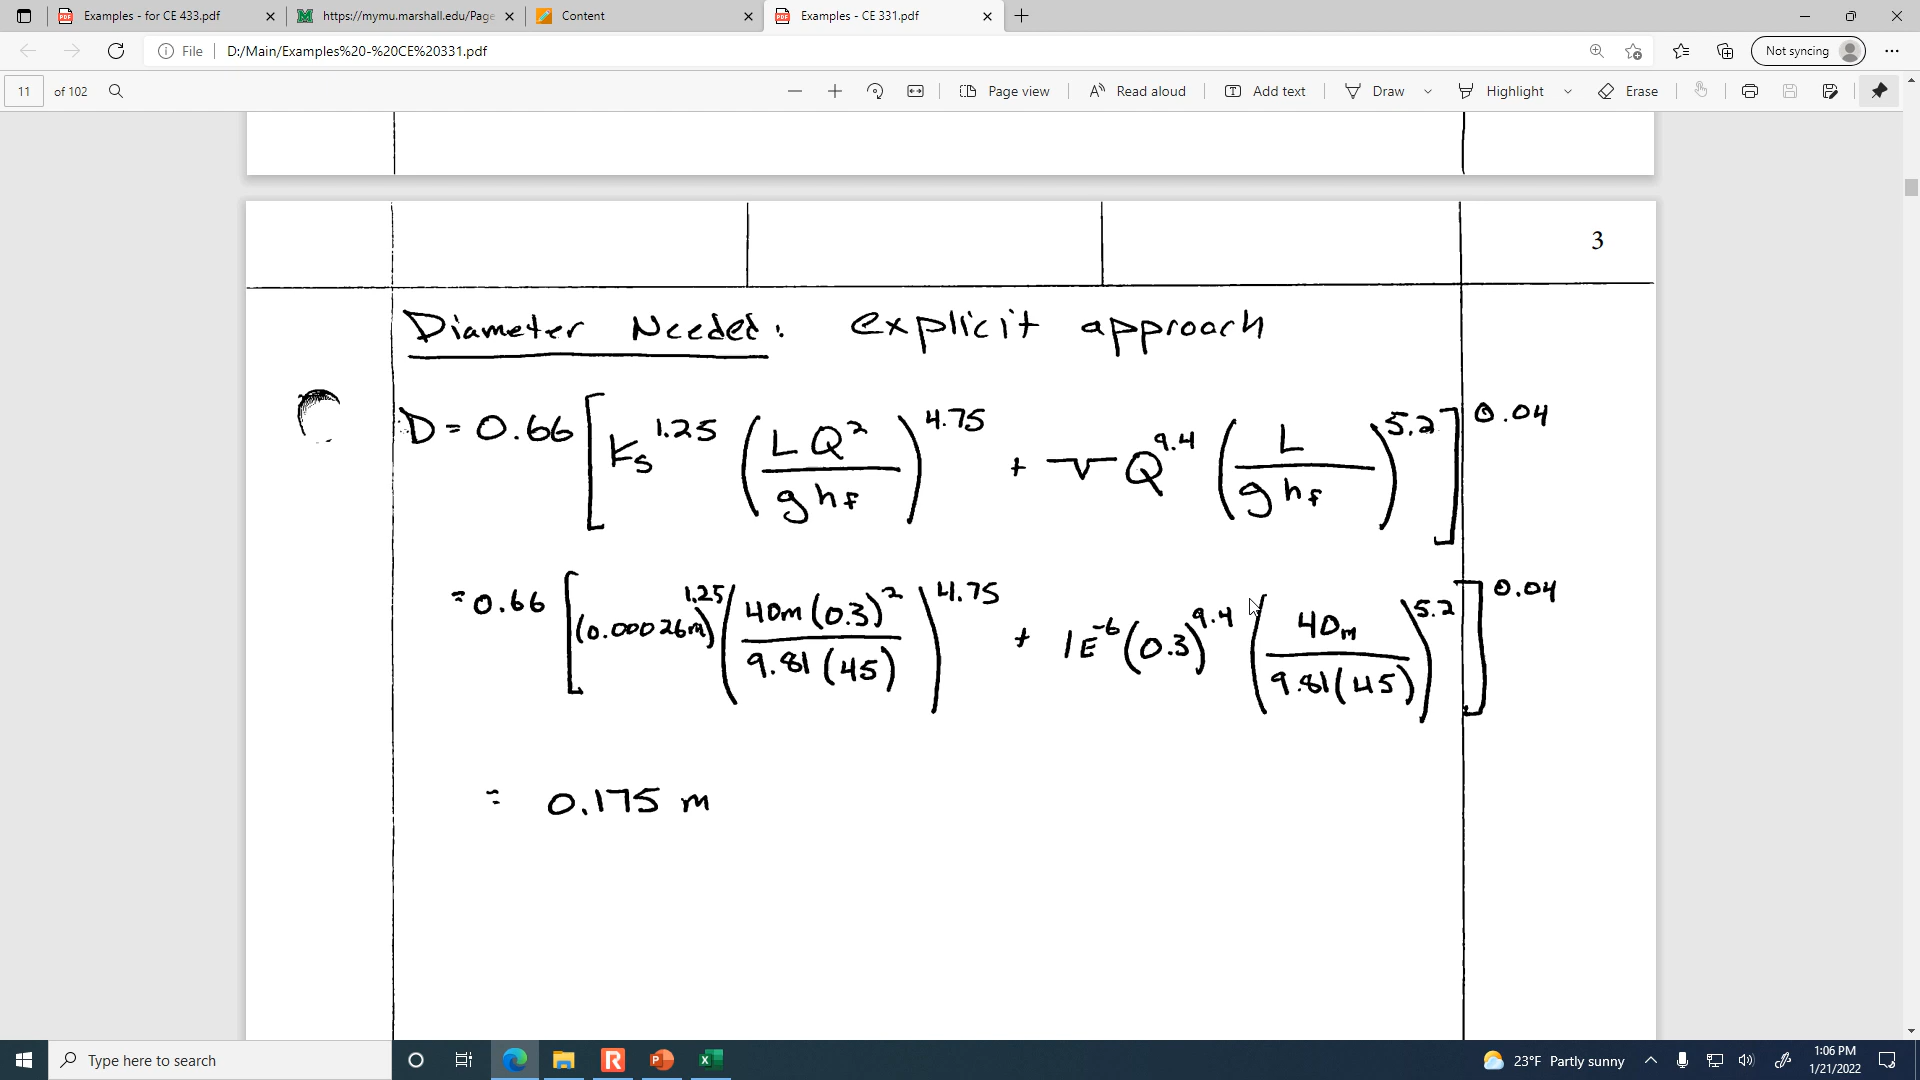 Examples - for CE 433.pdf
https://mymu.marshall.edu/Page
Content
Examples - CE 331.pdf
File
D:/Main/Examples%20-%20CE%20331.pdf
Not syncing
11 of 102
Page view
Read aloud
Add text
Draw
Highlight
Erase
3
Diameter Needed: explicit approach
D = 0.66 [ Ks^1.25 ( L Q^2 / g hf )^4.75 + ν Q^9.4 ( L / g hf )^5.2 ]^0.04
= 0.66 [ (0.00026m)^1.25 ( 40m (0.3)^2 / 9.81 (45) )^4.75 + 1E^-6 (0.3)^9.4 ( 40m / 9.81 (45) )^5.2 ]^0.04
= 0.175 m
Type here to search
23°F Partly sunny
1:06 PM
1/21/2022